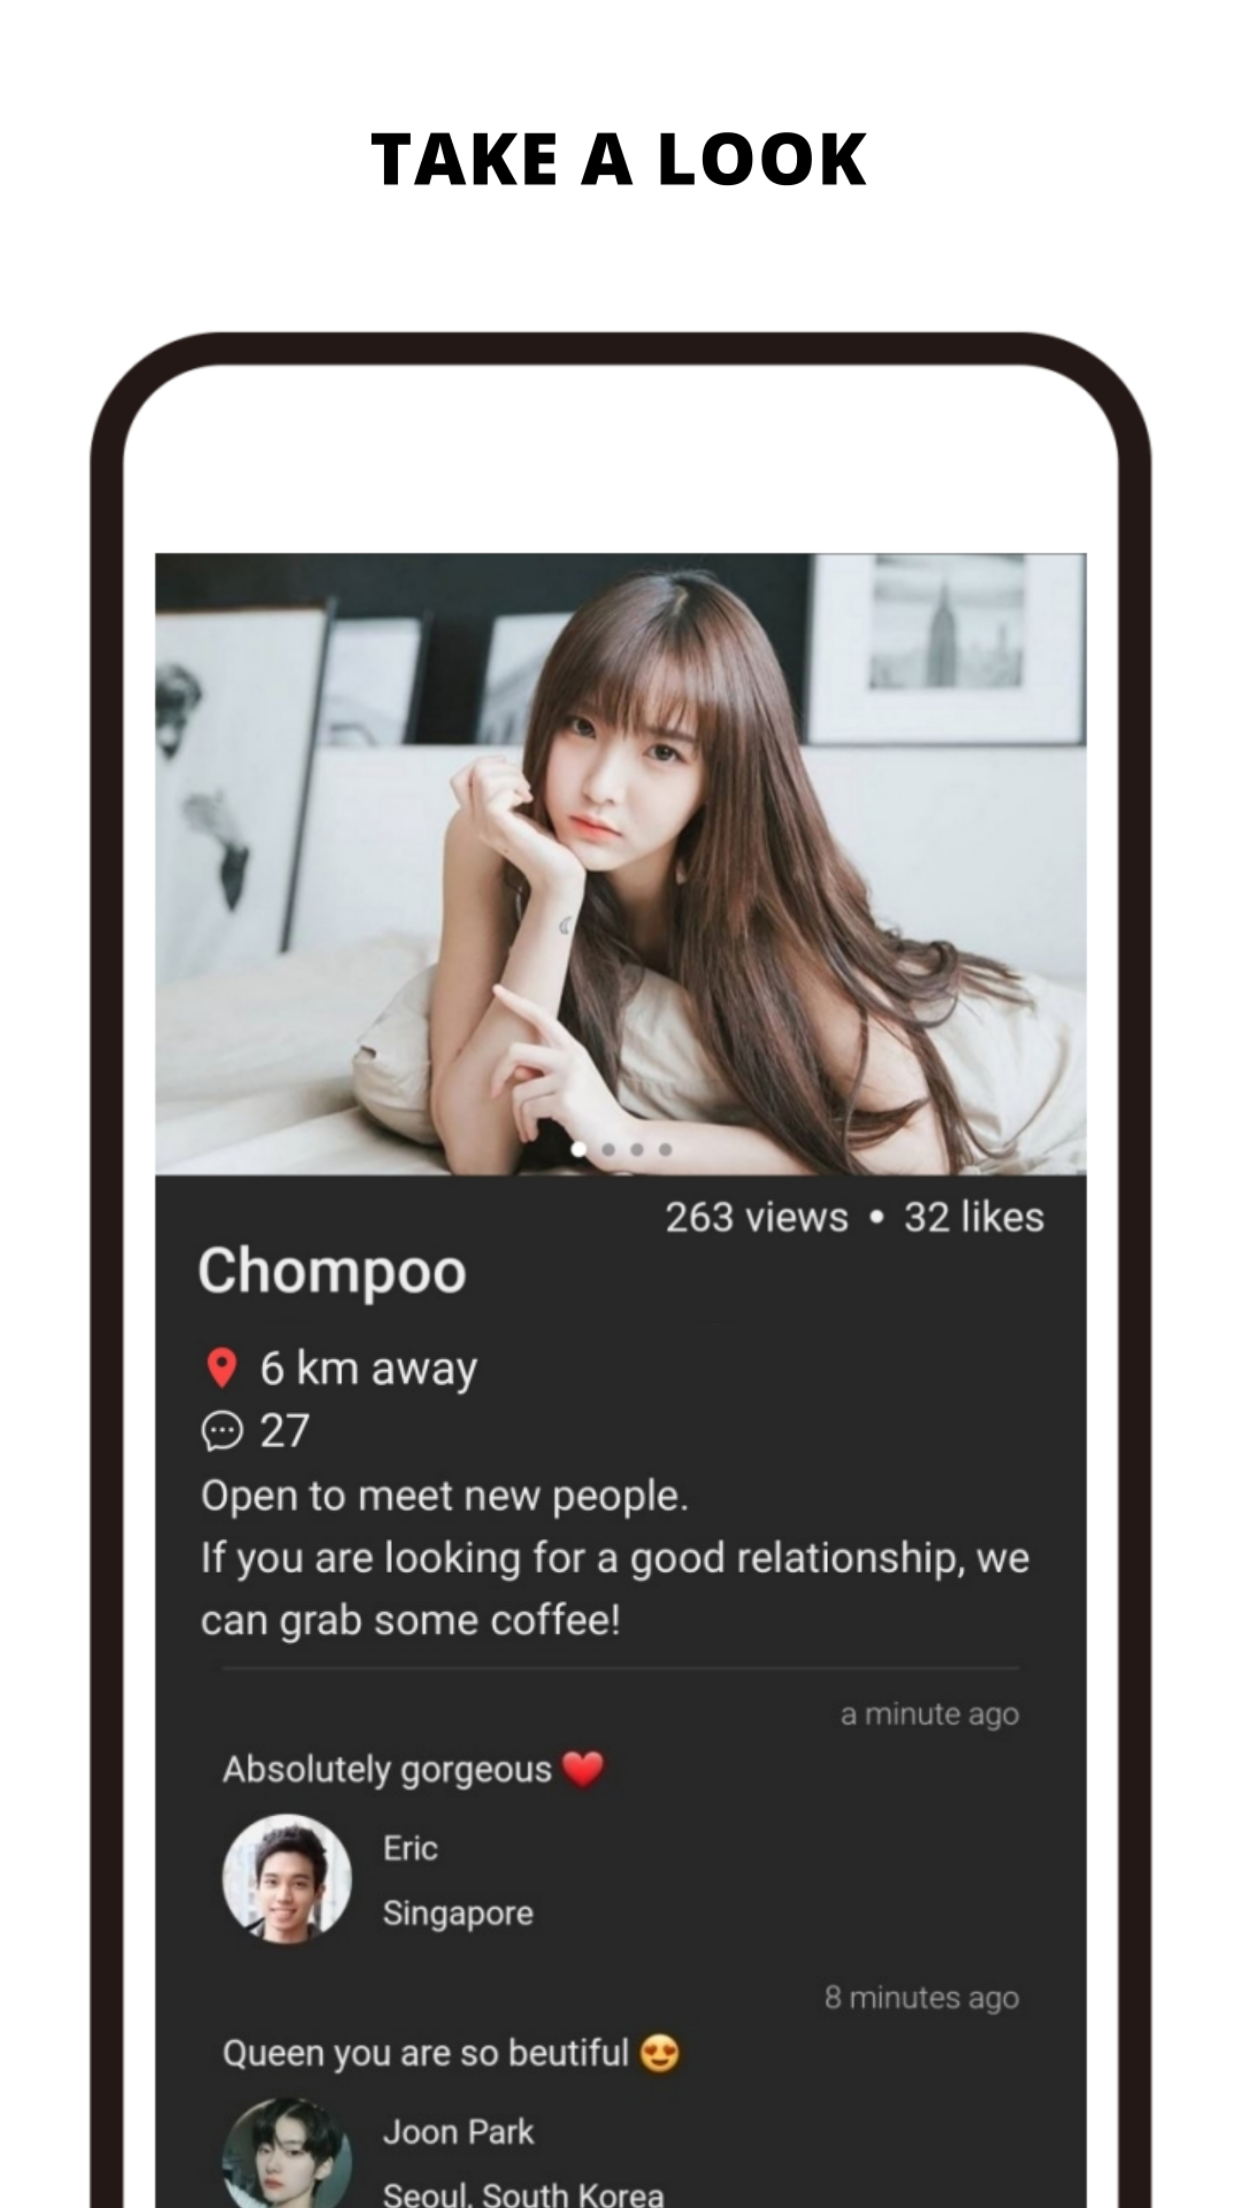 TAKE A LOOK
263 views • 32 likes
Chompoo
6 km away
27
Open to meet new people.
If you are looking for a good relationship, we
can grab some coffee!
a minute ago
Absolutely gorgeous ❤️
Eric
Singapore
8 minutes ago
Queen you are so beutiful 😍
Joon Park
Seoul, South Korea